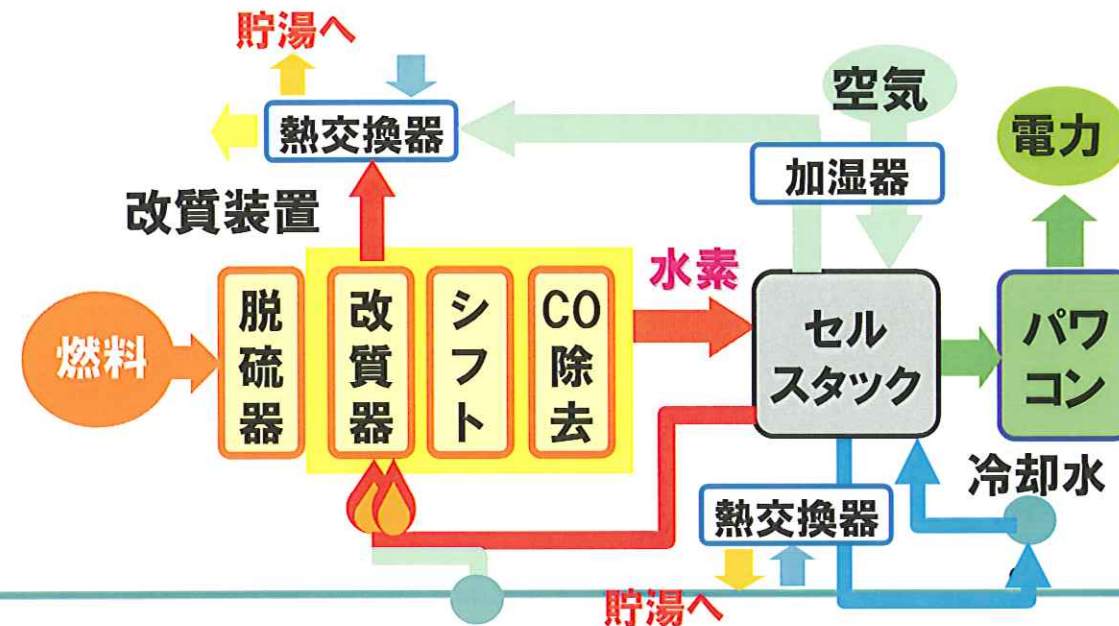 貯湯へ
空気
電力
熱交換器
加湿器
改質装置
水素
燃料
脱硫器
改質器
シフト
CO除去
セル
スタック
パワ
コン
冷却水
熱交換器
貯湯へ